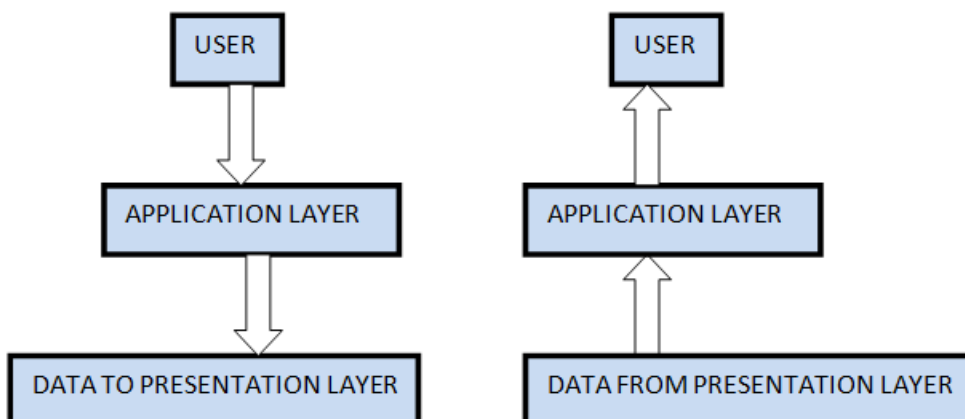 USER
USER
APPLICATION LAYER
APPLICATION LAYER
DATA TO PRESENTATION LAYER
DATA FROM PRESENTATION LAYER